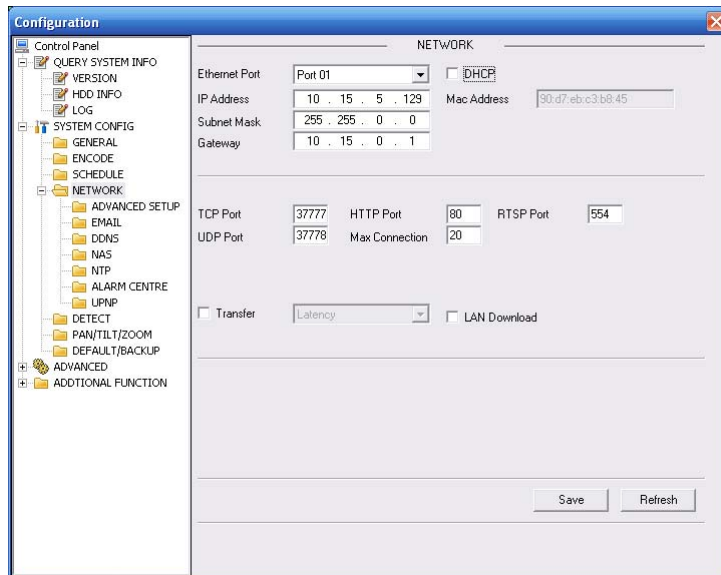 Configuration
Control Panel
QUERY SYSTEM INFO
VERSION
HDD INFO
LOG
SYSTEM CONFIG
GENERAL
ENCODE
SCHEDULE
NETWORK
ADVANCED SETUP
EMAIL
DDNS
NAS
NTP
ALARM CENTRE
UPNP
DETECT
PAN/TILT/ZOOM
DEFAULT/BACKUP
ADVANCED
ADDTIONAL FUNCTION
NETWORK
Ethernet Port Port 01 DHCP
IP Address 10 . 15 . 5 . 129 Mac Address 90:d7:eb:c3:b8:45
Subnet Mask 255 . 255 . 0 . 0
Gateway 10 . 15 . 0 . 1
TCP Port 37777 HTTP Port 80 RTSP Port 554
UDP Port 37778 Max Connection 20
Transfer Latency LAN Download
Save Refresh